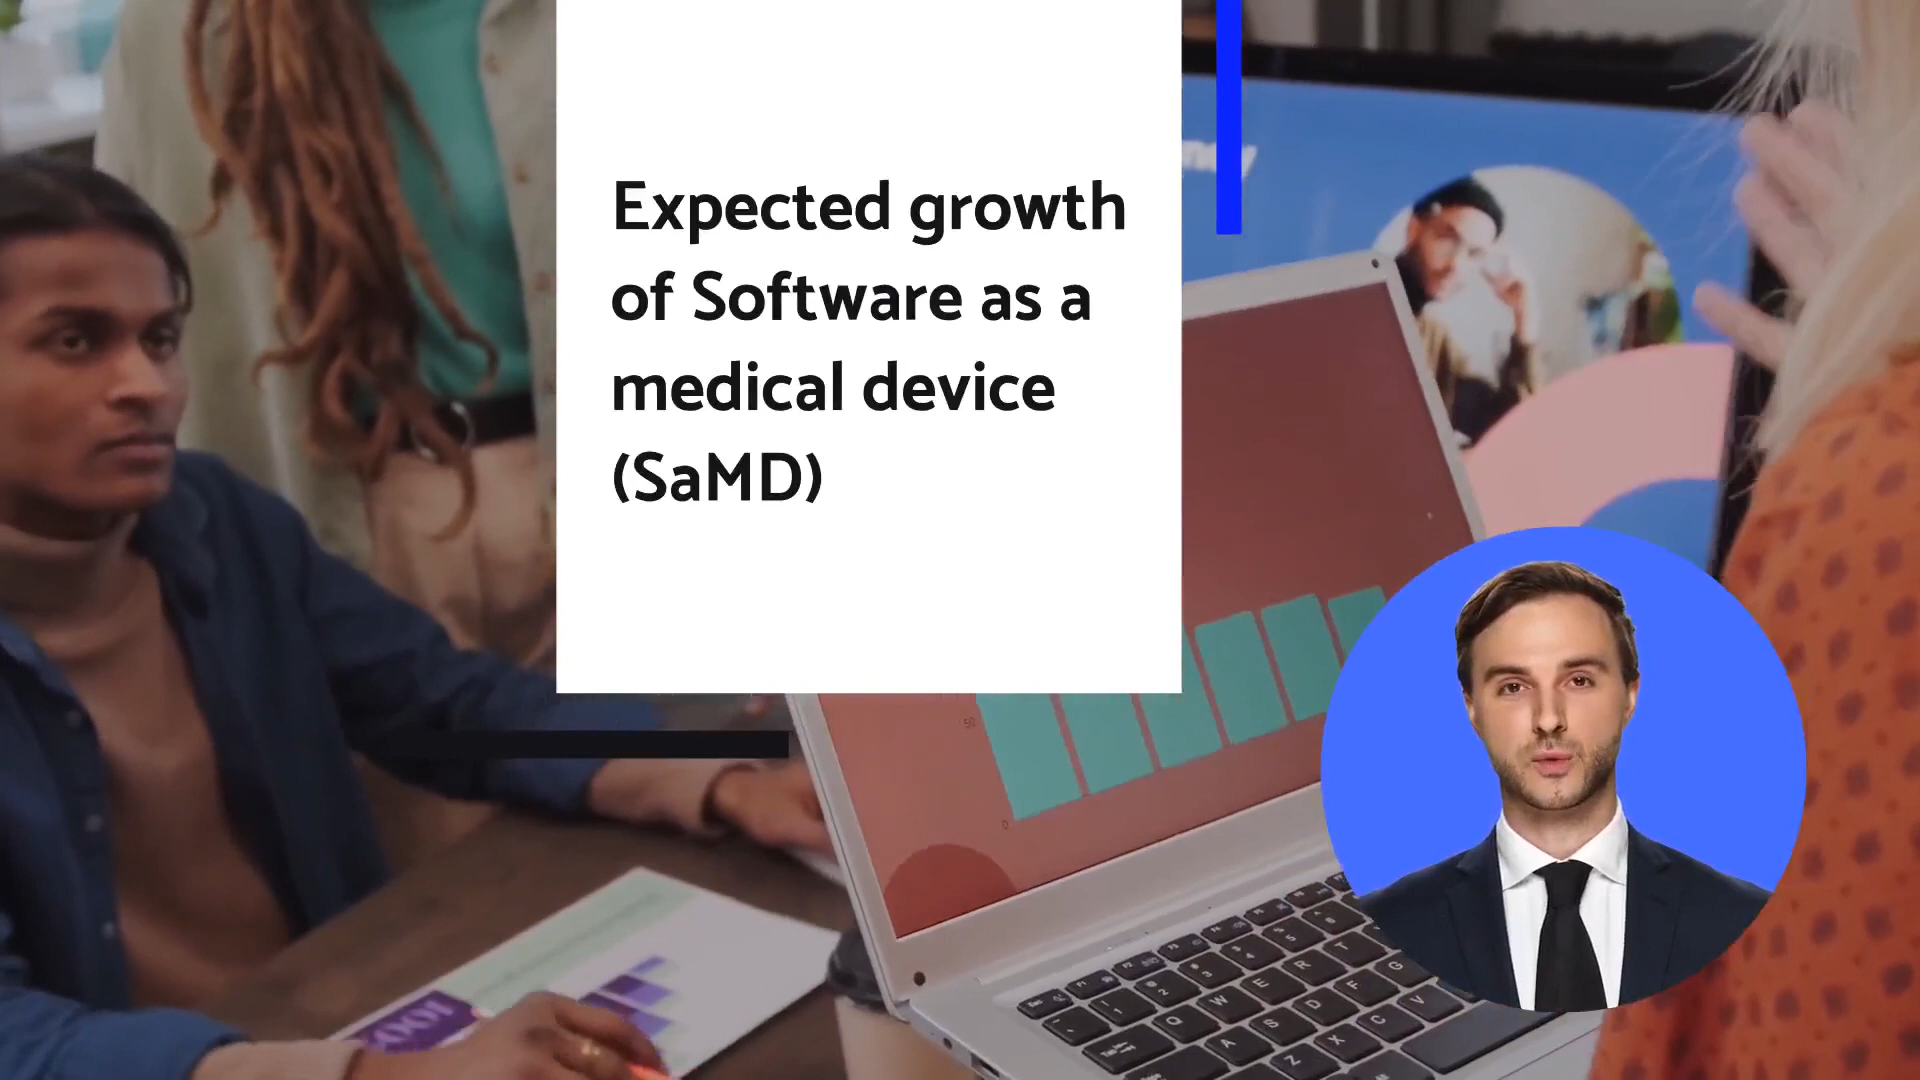 Expected growth
of Software as a
medical device
(SaMD)